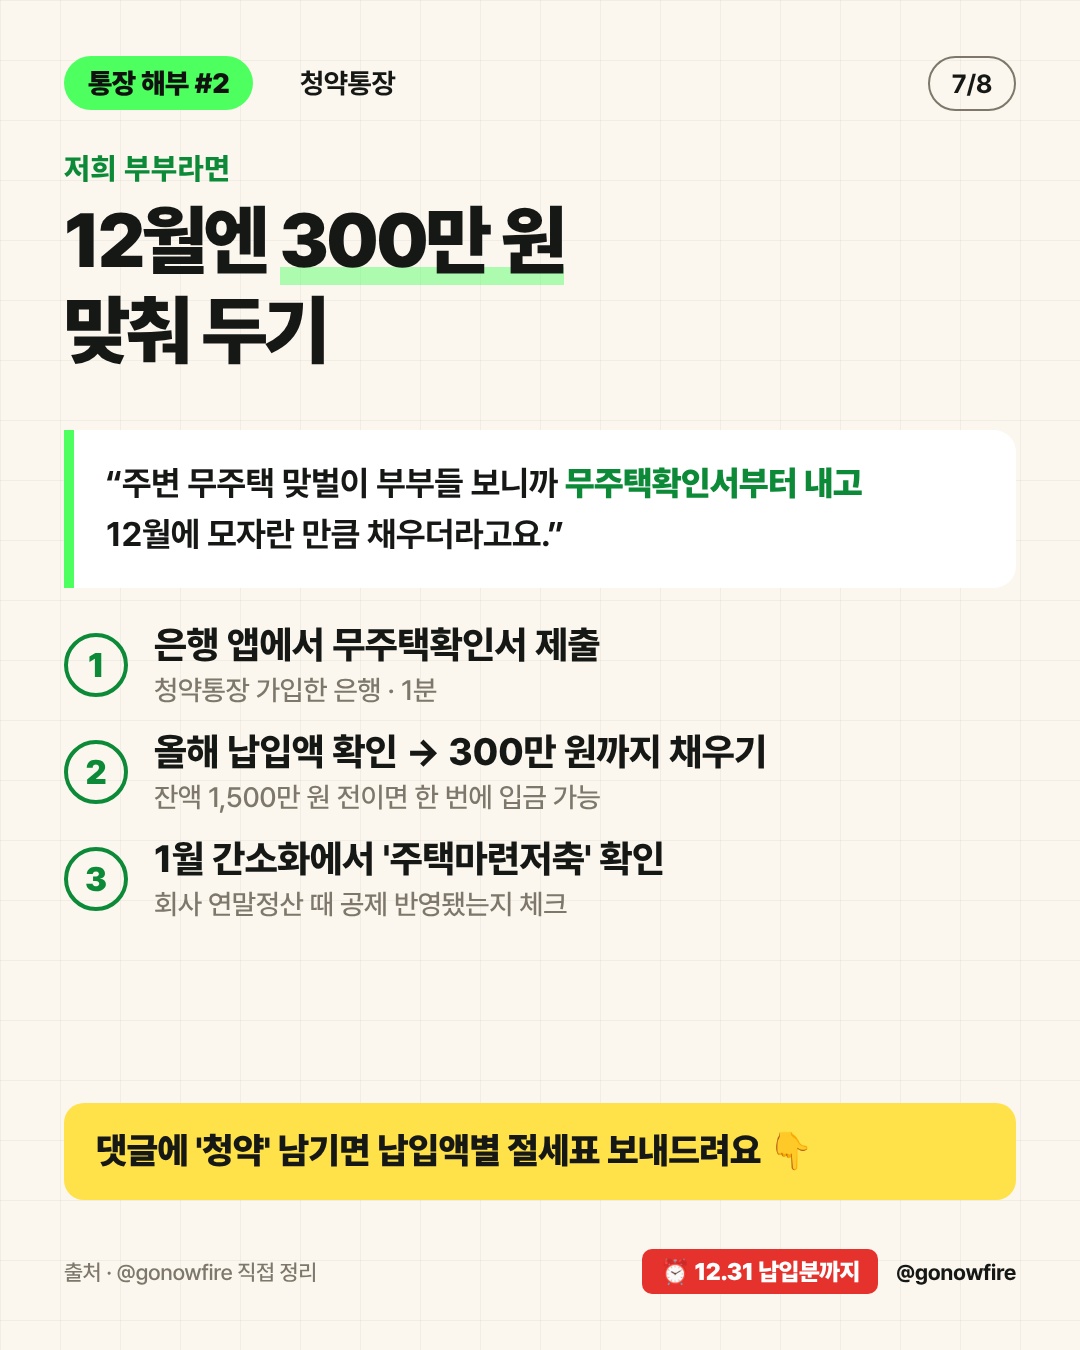 통장 해부 #2
청약통장
7/8
저희 부부라면
12월엔 300만 원
맞춰 두기
“주변 무주택 맞벌이 부부들 보니까 무주택확인서부터 내고
12월에 모자란 만큼 채우더라고요.”
1
은행 앱에서 무주택확인서 제출
청약통장 가입한 은행 · 1분
2
올해 납입액 확인 → 300만 원까지 채우기
잔액 1,500만 원 전이면 한 번에 입금 가능
3
1월 간소화에서 '주택마련저축' 확인
회사 연말정산 때 공제 반영됐는지 체크
댓글에 '청약' 남기면 납입액별 절세표 보내드려요 👇
출처 · @gonowfire 직접 정리
⏰ 12.31 납입분까지
@gonowfire